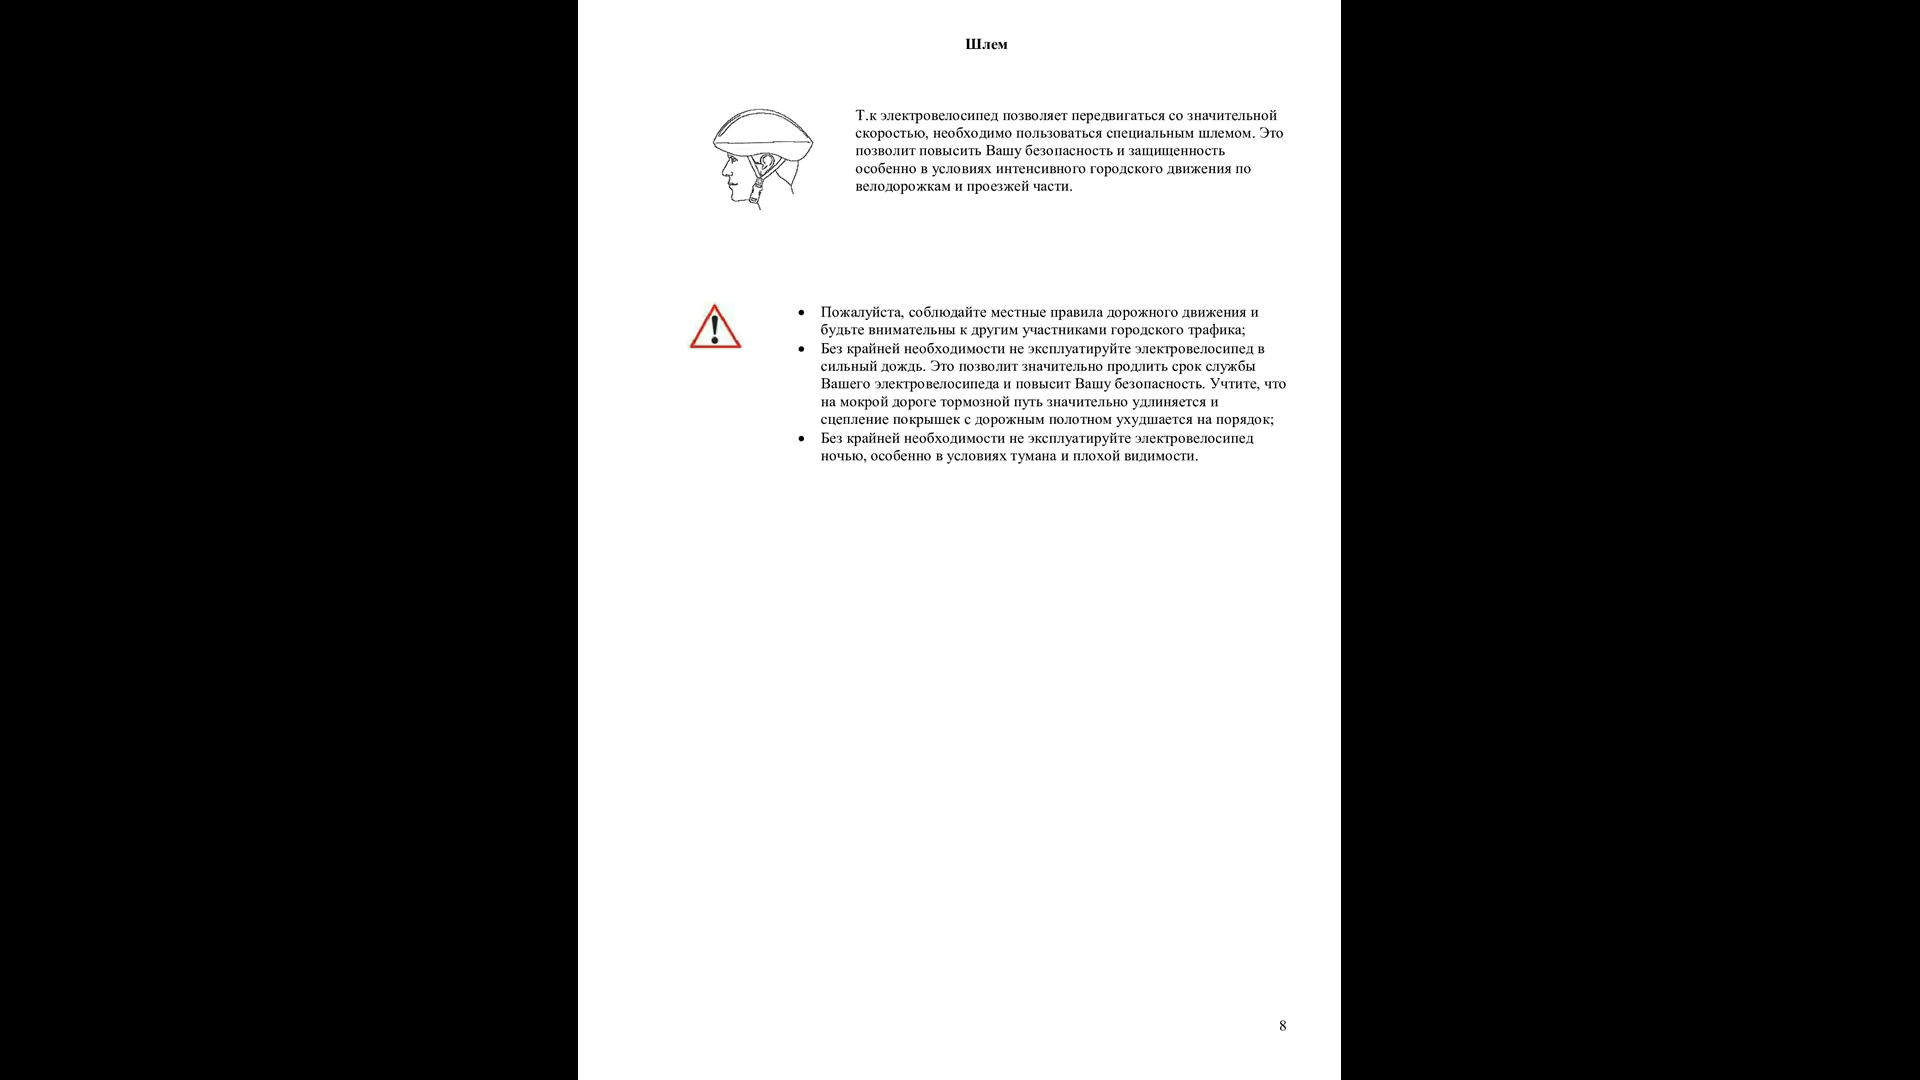 Шлем
Т.к электровелосипед позволяет передвигаться со значительной
скоростью, необходимо пользоваться специальным шлемом. Это
позволит повысить Вашу безопасность и защищенность
особенно в условиях интенсивного городского движения по
велодорожкам и проезжей части.
• Пожалуйста, соблюдайте местные правила дорожного движения и
будьте внимательны к другим участниками городского трафика;
• Без крайней необходимости не эксплуатируйте электровелосипед в
сильный дождь. Это позволит значительно продлить срок службы
Вашего электровелосипеда и повысит Вашу безопасность. Учтите, что
на мокрой дороге тормозной путь значительно удлиняется и
сцепление покрышек с дорожным полотном ухудшается на порядок;
• Без крайней необходимости не эксплуатируйте электровелосипед
ночью, особенно в условиях тумана и плохой видимости.
8